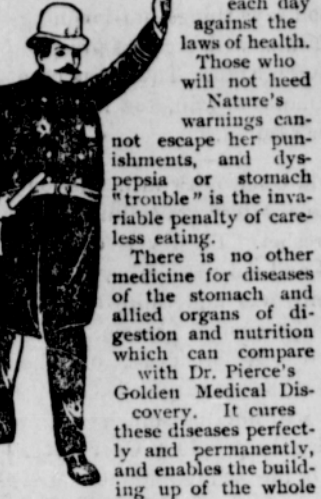 each day
against the
laws of health.
Those who
will not heed
Nature's
warnings can-
not escape her pun-
ishments, and dys-
pepsia or stomach
"trouble" is the inva-
riable penalty of care-
less eating.
There is no other
medicine for diseases
of the stomach and
allied organs of di-
gestion and nutrition
which can compare
with Dr. Pierce's
Golden Medical Dis-
covery. It cures
these diseases perfect-
ly and permanently,
and enables the build-
ing up of the whole